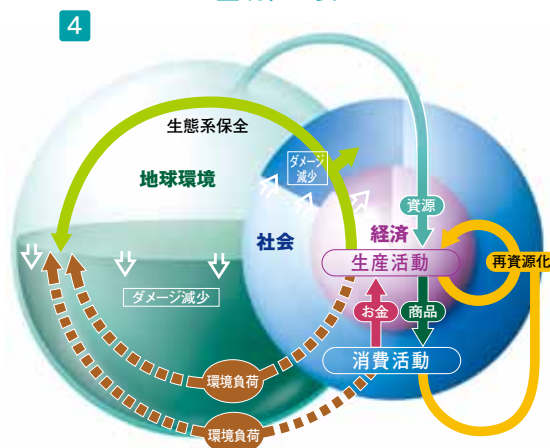 4
生態系保全
地球環境
ダメージ
減少
社会
資源
経済
生産活動
再資源化
ダメージ減少
お金
商品
消費活動
環境負荷
環境負荷